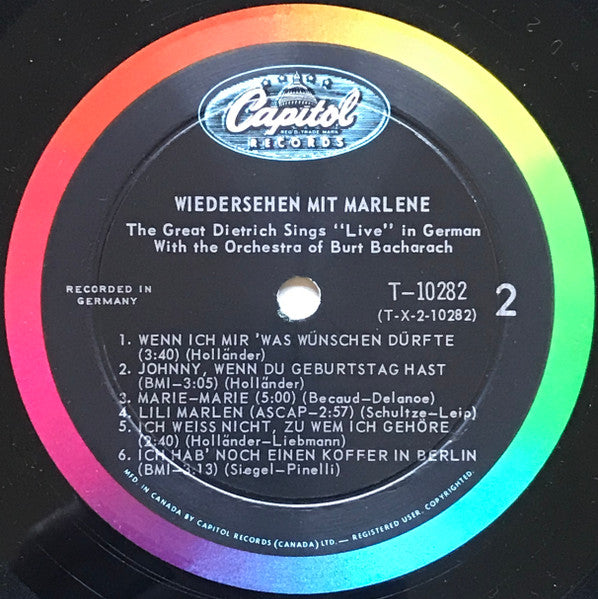 Capitol
REG'D. TRADE MARK
RECORDS
WIEDERSEHEN MIT MARLENE
The Great Dietrich Sings "Live" in German
With the Orchestra of Burt Bacharach
RECORDED IN
GERMANY
T-10282
(T-X-2-10282)
2
1. WENN ICH MIR 'WAS WÜNSCHEN DÜRFTE
(3:40) (Holländer)
2. JOHNNY, WENN DU GEBURTSTAG HAST
(BMI-3:05) (Holländer)
3. MARIE-MARIE (5:00) (Becaud-Delanoe)
4. LILI MARLEN (ASCAP-2:57) (Schultze-Leip)
5. ICH WEISS NICHT, ZU WEM ICH GEHÖRE
(2:40) (Holländer-Liebmann)
6. ICH HAB' NOCH EINEN KOFFER IN BERLIN
(BMI-3:13) (Siegel-Pinelli)
MFD. IN CANADA BY CAPITOL RECORDS (CANADA) LTD. — REGISTERED USER. COPYRIGHTED.